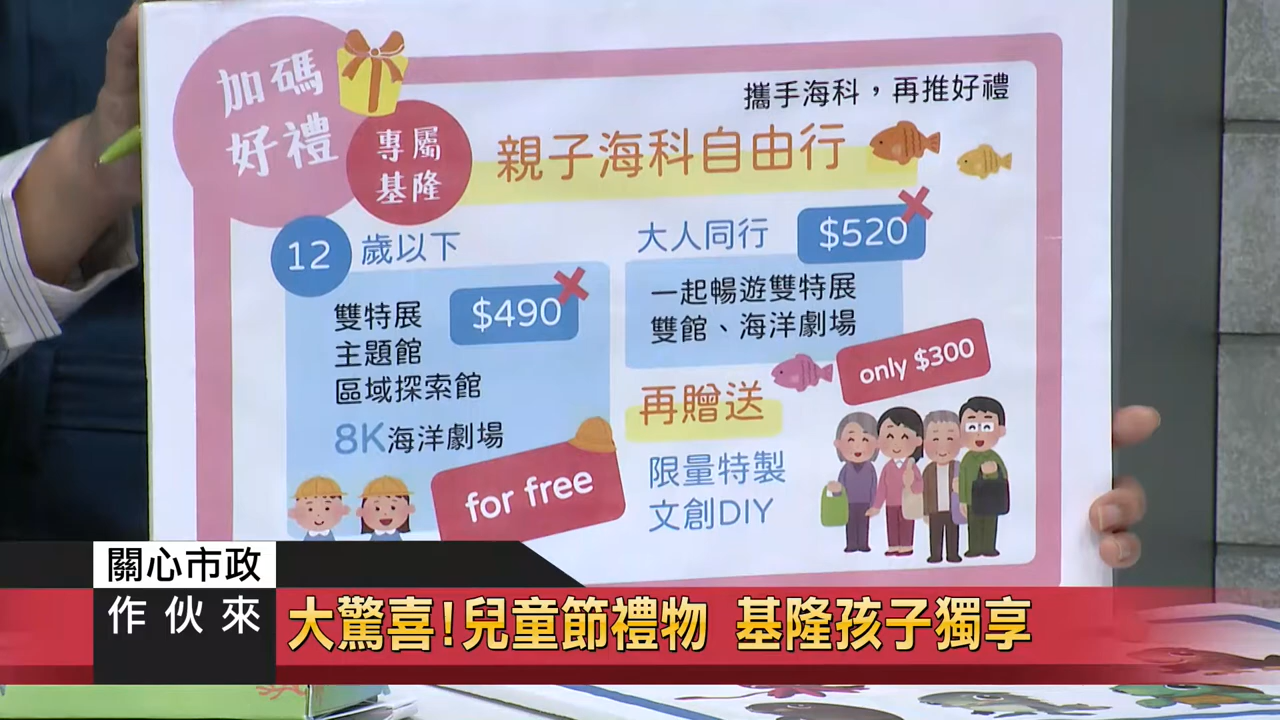 加碼
好禮
專屬
基隆
攜手海科，再推好禮
親子海科自由行
12歲以下
$490
雙特展
主題館
區域探索館
8K海洋劇場
for free
大人同行
$520
一起暢遊雙特展
雙館、海洋劇場
only $300
再贈送
限量特製
文創DIY
關心市政
作伙來
大驚喜!兒童節禮物 基隆孩子獨享